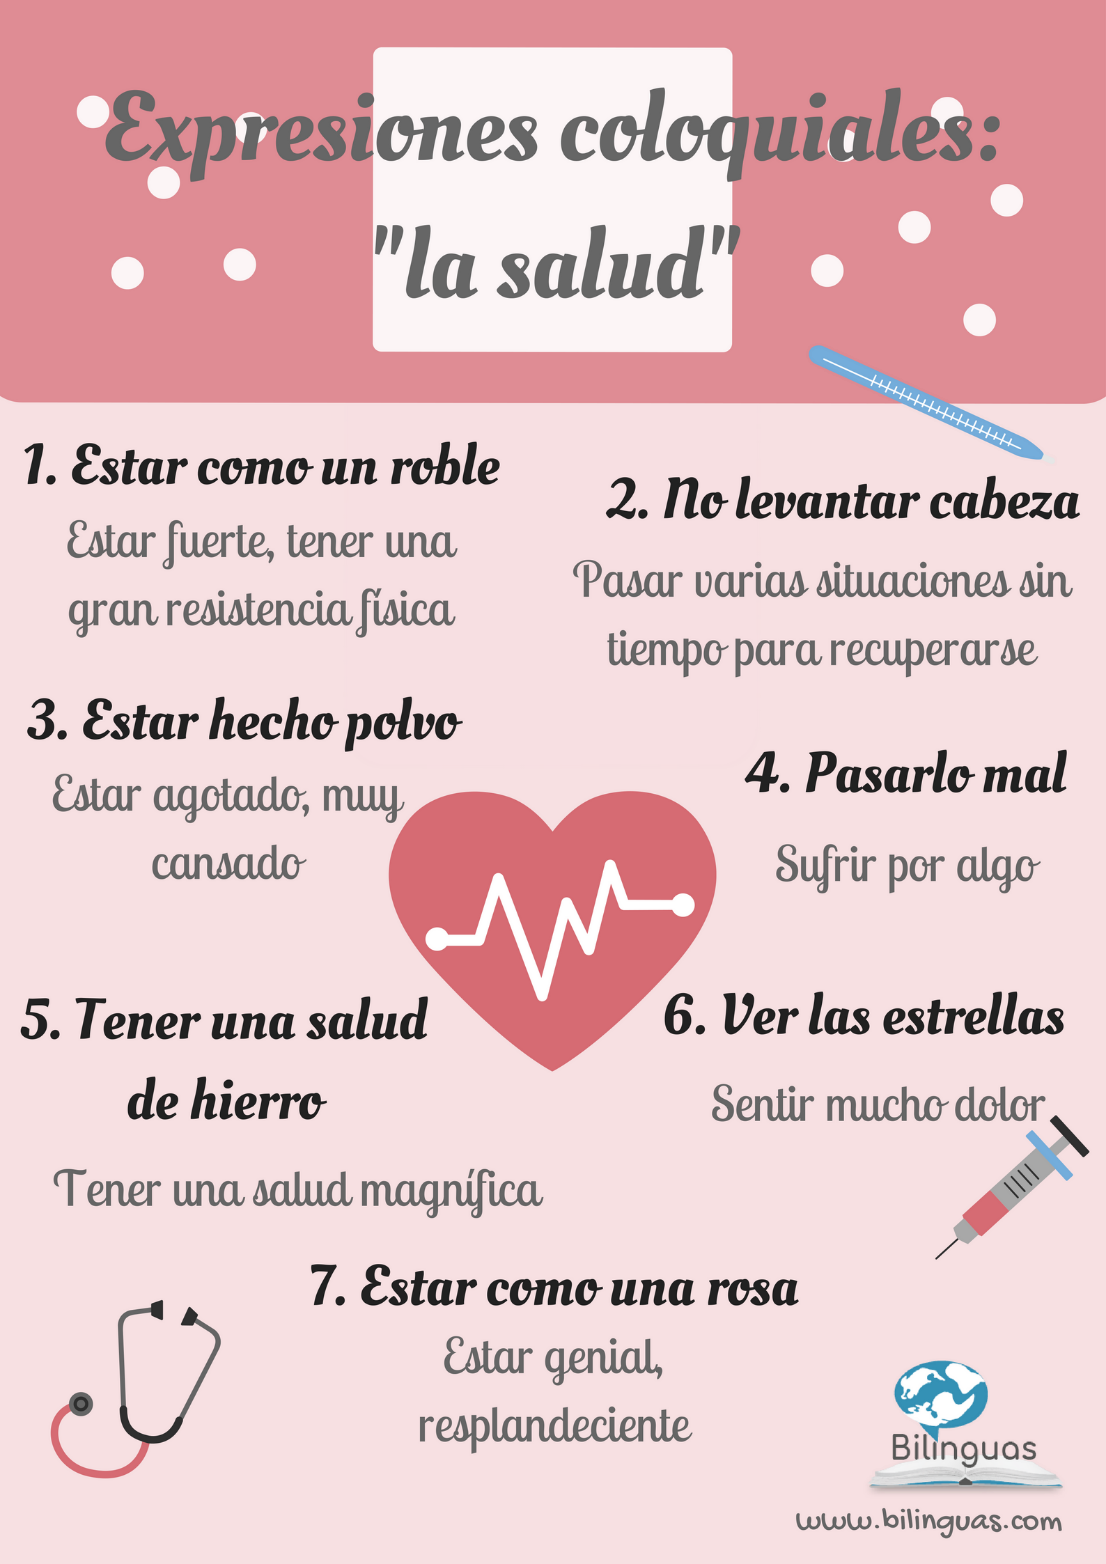 Expresiones coloquiales:
"la salud"
1. Estar como un roble
Estar fuerte, tener una
gran resistencia física
2. No levantar cabeza
Pasar varias situaciones sin
tiempo para recuperarse
3. Estar hecho polvo
Estar agotado, muy
cansado
4. Pasarlo mal
Sufrir por algo
5. Tener una salud
de hierro
Tener una salud magnífica
6. Ver las estrellas
Sentir mucho dolor
7. Estar como una rosa
Estar genial,
resplandeciente
Bilinguas
www.bilinguas.com